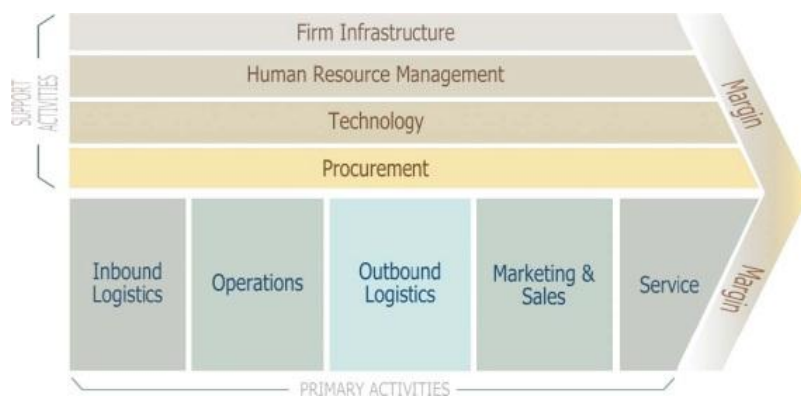 SUPPORT
ACTIVITIES
Firm Infrastructure
Human Resource Management
Technology
Procurement
Margin
Inbound
Logistics
Operations
Outbound
Logistics
Marketing &
Sales
Service
Margin
PRIMARY ACTIVITIES